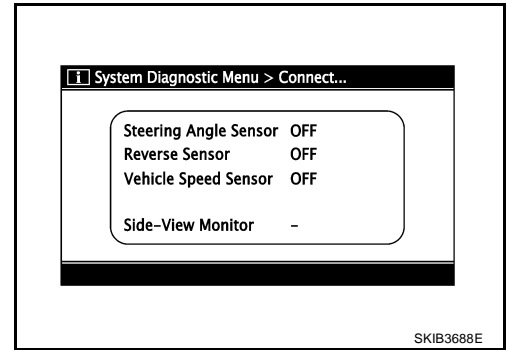 i System Diagnostic Menu > Connect...
Steering Angle Sensor OFF
Reverse Sensor OFF
Vehicle Speed Sensor OFF
Side-View Monitor –
SKIB3688E